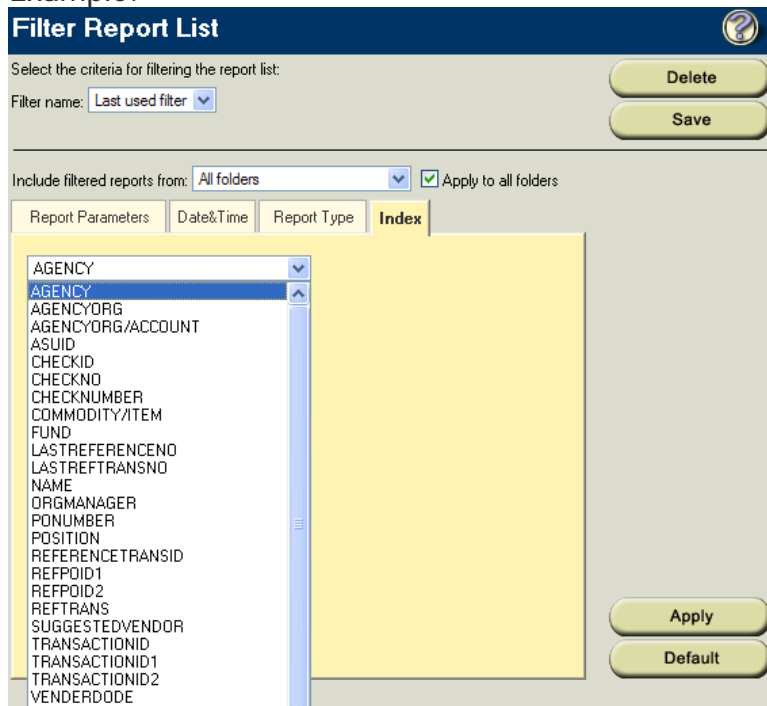 Example:
Filter Report List
Select the criteria for filtering the report list:
Filter name: Last used filter
Delete
Save
Include filtered reports from: All folders Apply to all folders
Report Parameters Date&Time Report Type Index
AGENCY
AGENCY
AGENCYORG
AGENCYORG/ACCOUNT
ASUID
CHECKID
CHECKNO
CHECKNUMBER
COMMODITY/ITEM
FUND
LASTREFERENCENO
LASTREFTRANSNO
NAME
ORGMANAGER
PONUMBER
POSITION
REFERENCETRANSID
REFPOID1
REFPOID2
REFTRANS
SUGGESTEDVENDOR
TRANSACTIONID
TRANSACTIONID1
TRANSACTIONID2
VENDERDODE
Apply
Default